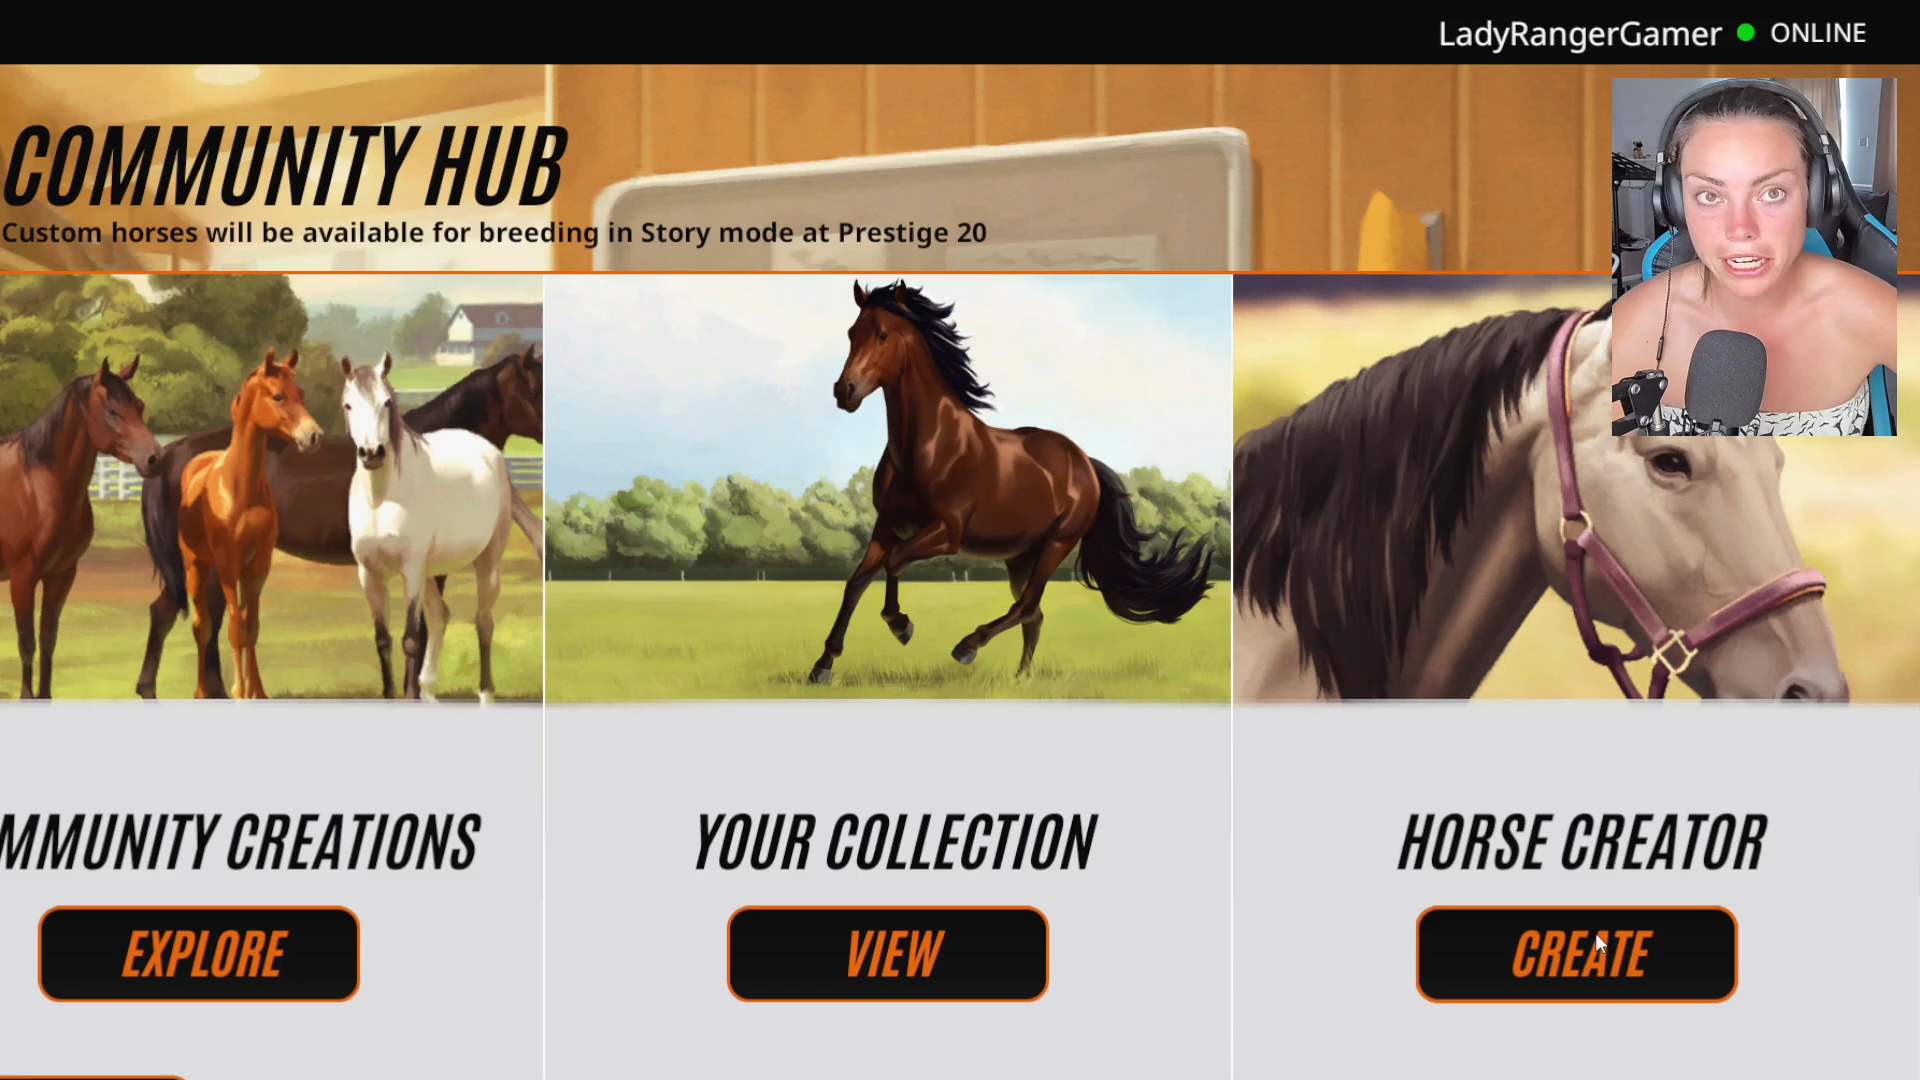 LadyRangerGamer ONLINE
COMMUNITY HUB
Custom horses will be available for breeding in Story mode at Prestige 20
MMUNITY CREATIONS
YOUR COLLECTION
HORSE CREATOR
EXPLORE
VIEW
CREATE